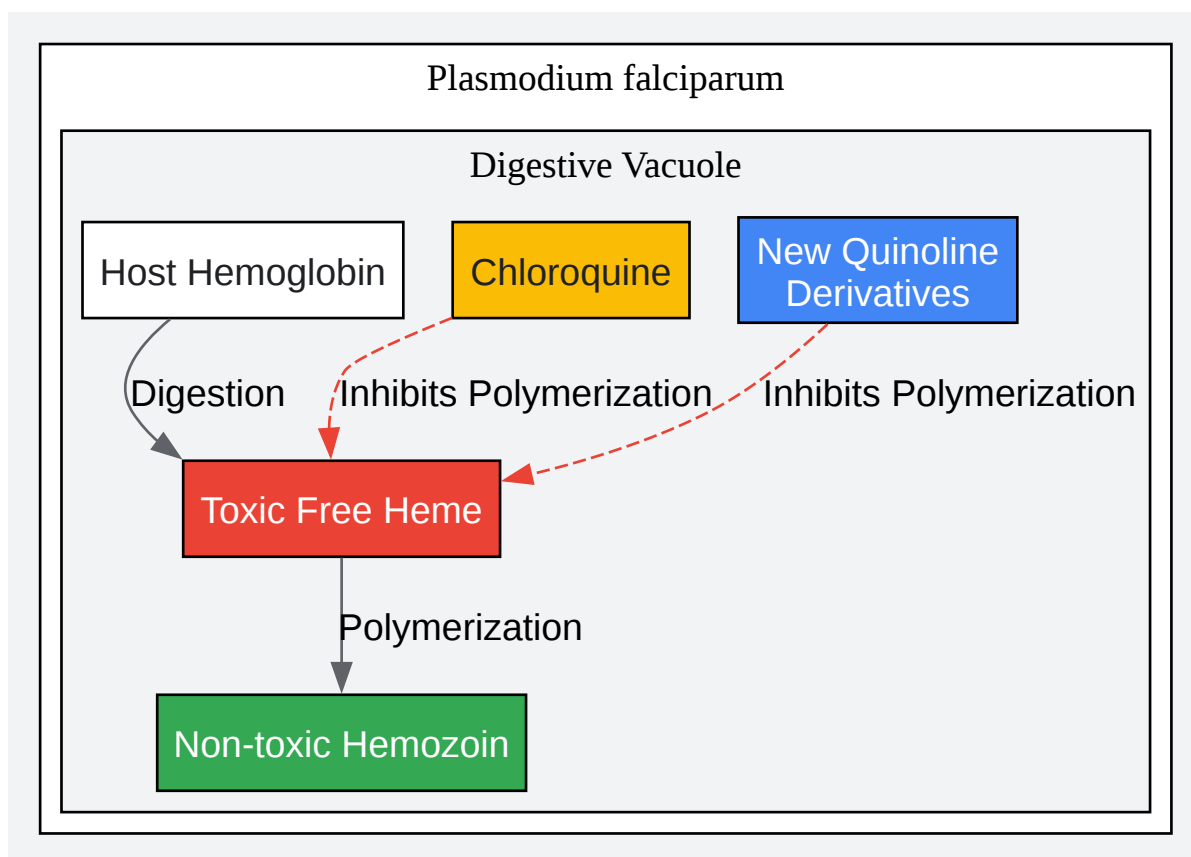 Plasmodium falciparum
Digestive Vacuole
Host Hemoglobin
Chloroquine
New Quinoline
Derivatives
Digestion
Inhibits Polymerization
Inhibits Polymerization
Toxic Free Heme
Polymerization
Non-toxic Hemozoin